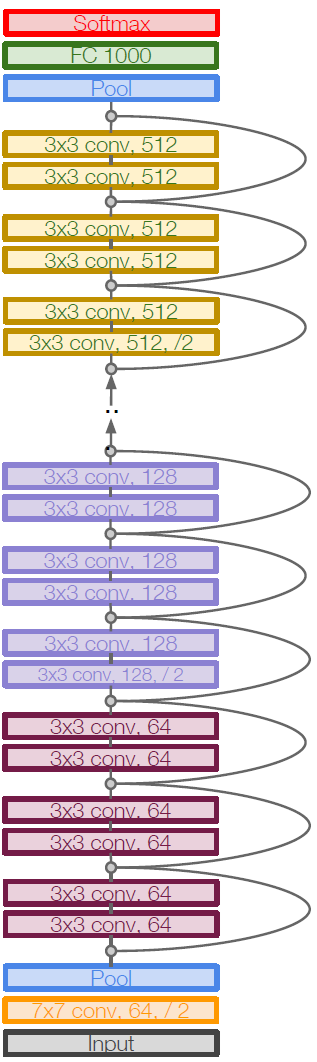 Softmax
FC 1000
Pool
3x3 conv, 512
3x3 conv, 512
3x3 conv, 512
3x3 conv, 512
3x3 conv, 512
3x3 conv, 512, /2
..
3x3 conv, 128
3x3 conv, 128
3x3 conv, 128
3x3 conv, 128
3x3 conv, 128
3x3 conv, 128, / 2
3x3 conv, 64
3x3 conv, 64
3x3 conv, 64
3x3 conv, 64
3x3 conv, 64
3x3 conv, 64
Pool
7x7 conv, 64, / 2
Input